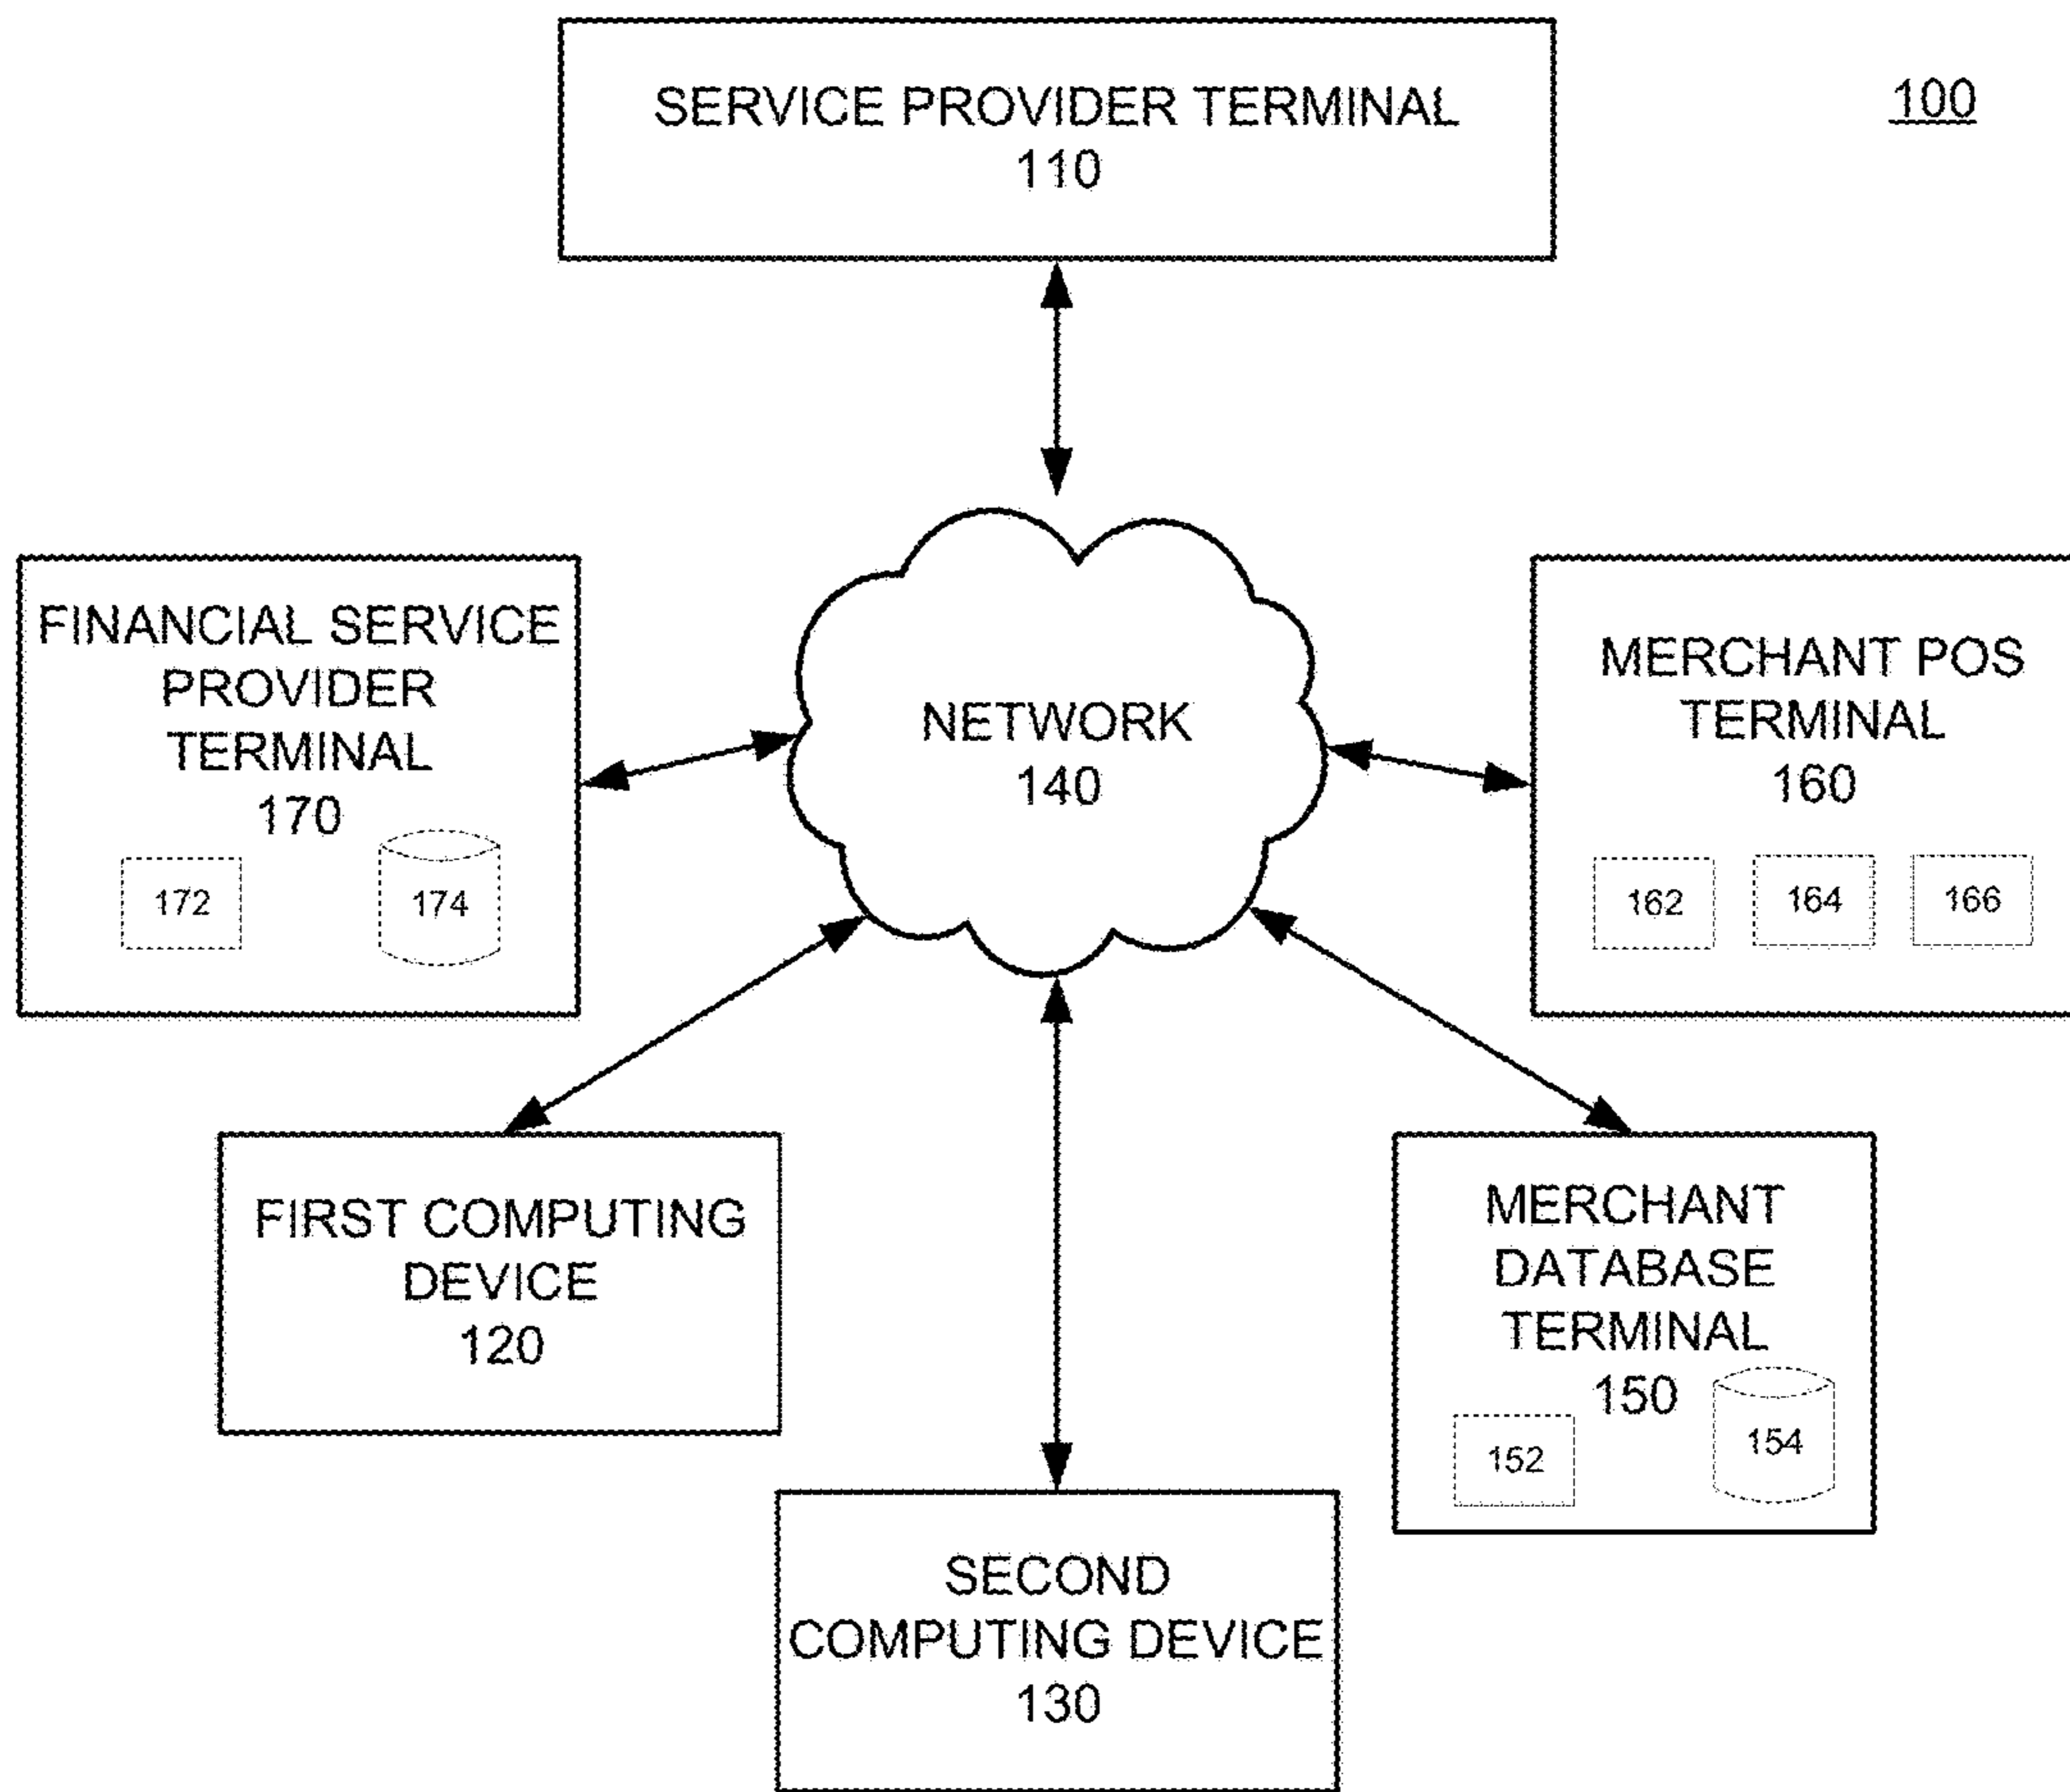 SERVICE PROVIDER TERMINAL
110
100
FINANCIAL SERVICE
PROVIDER
TERMINAL
170
172
174
NETWORK
140
MERCHANT POS
TERMINAL
160
162
164
166
FIRST COMPUTING
DEVICE
120
MERCHANT
DATABASE
TERMINAL
150
152
154
SECOND
COMPUTING DEVICE
130